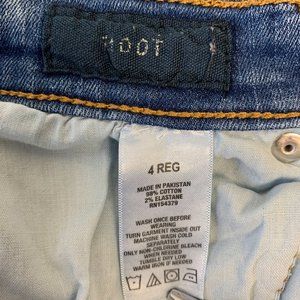 ROOT
4 REG
MADE IN PAKISTAN
98% COTTON
2% ELASTANE
RN154379
WASH ONCE BEFORE
WEARING
TURN GARMENT INSIDE OUT
MACHINE WASH COLD
SEPARATELY
ONLY NON-CHLORINE BLEACH
WHEN NEEDED
TUMBLE DRY LOW
WARM IRON IF NEEDED